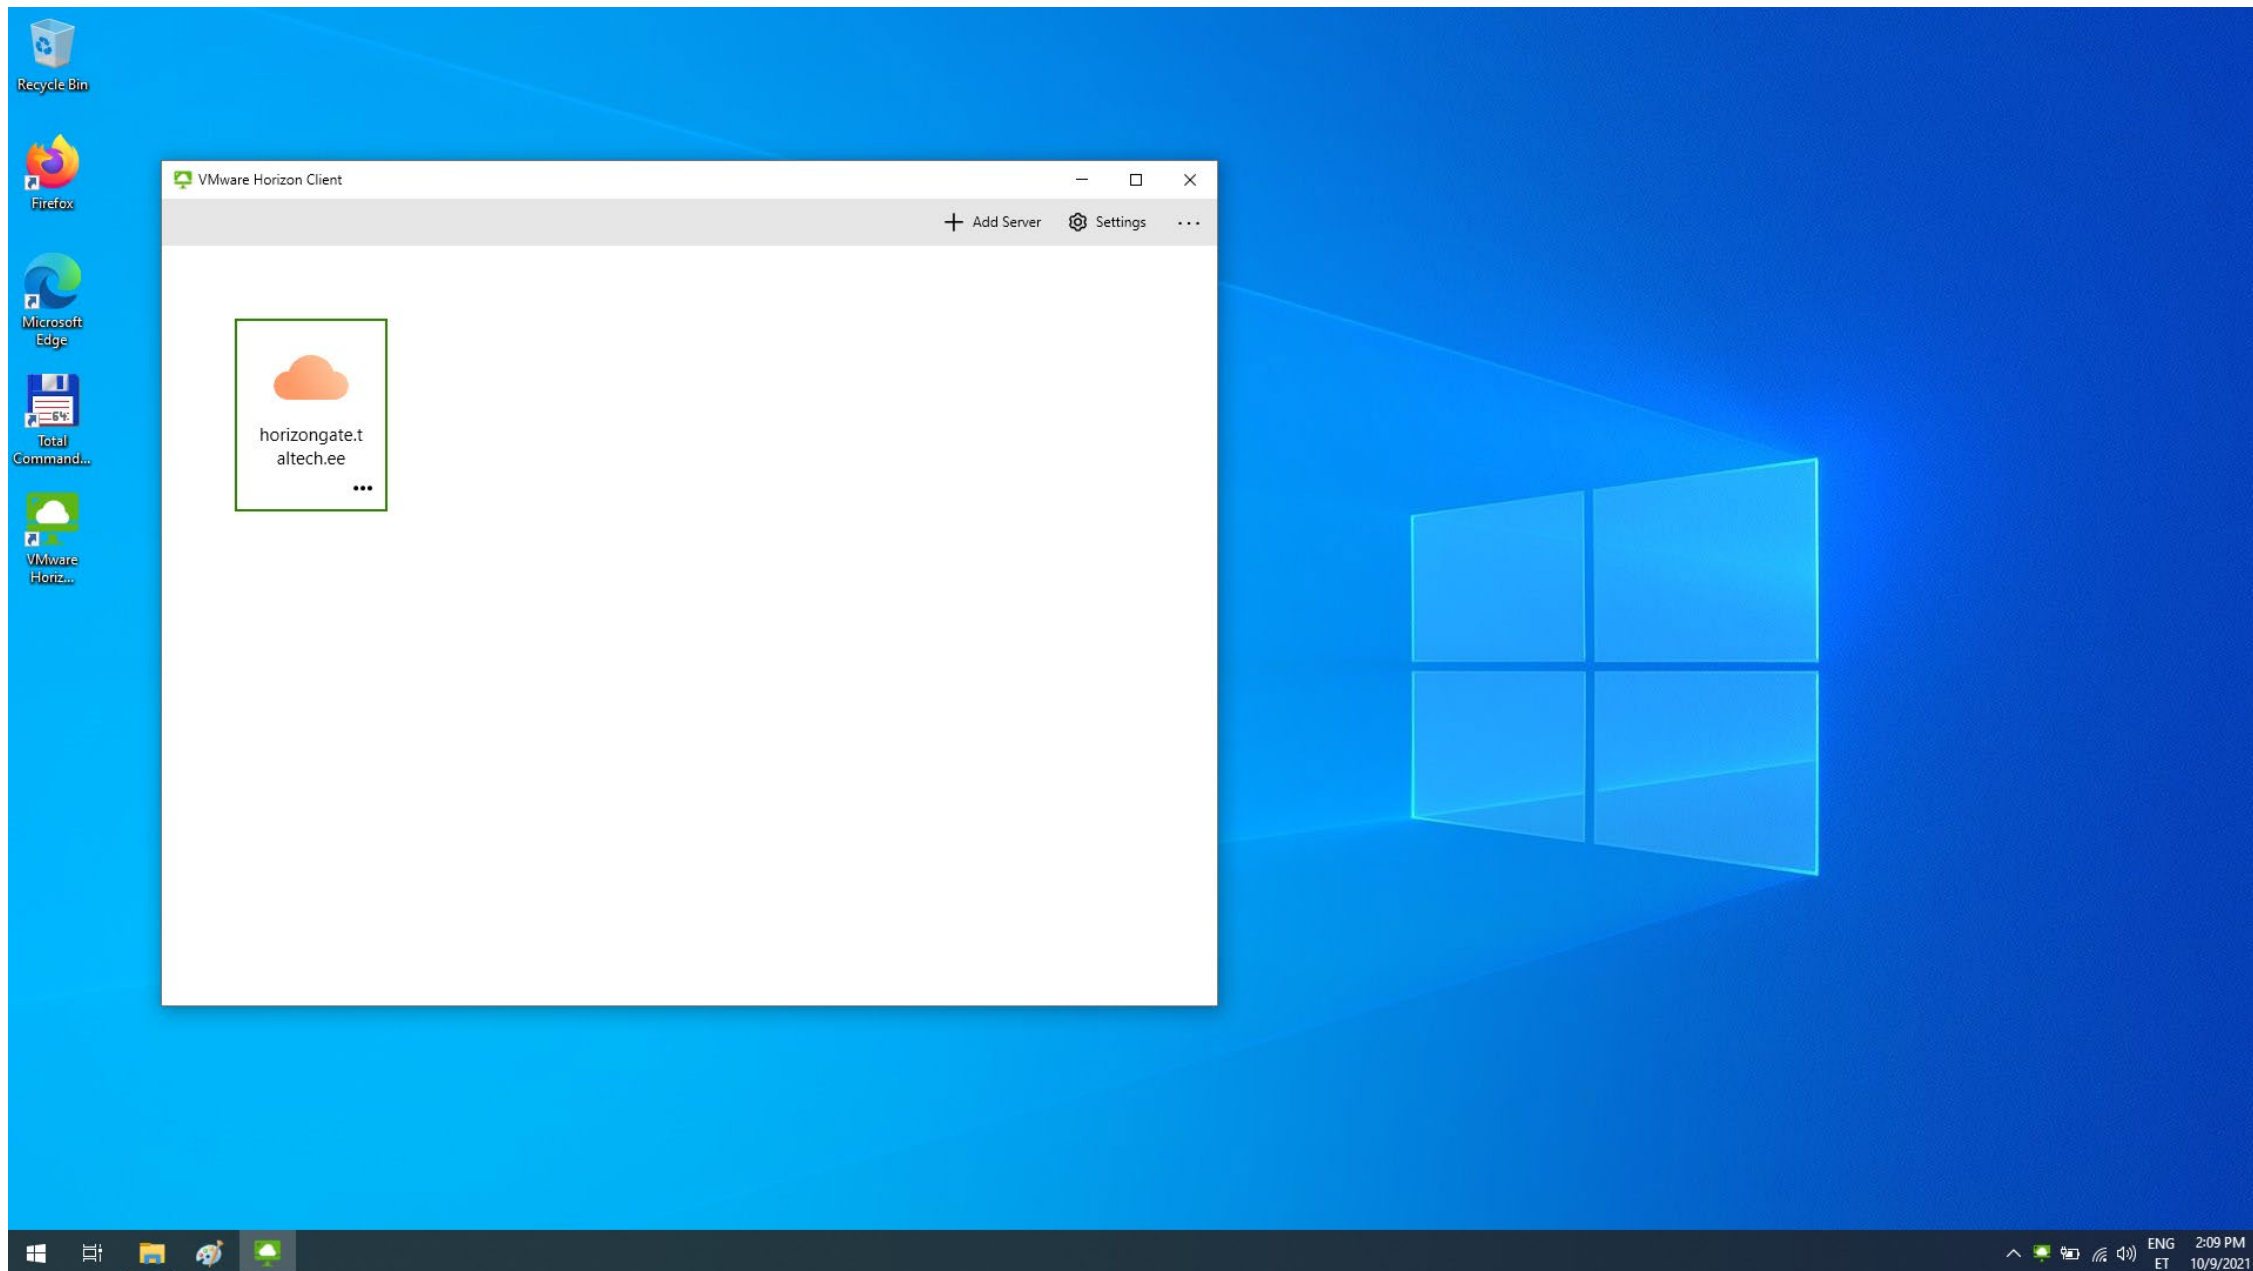 Recycle Bin
Firefox
Microsoft
Edge
64
Total
Command...
VMware
Horiz...
VMware Horizon Client
Add Server
Settings
horizongate.t
altech.ee
ENG
ET
2:09 PM
10/9/2021